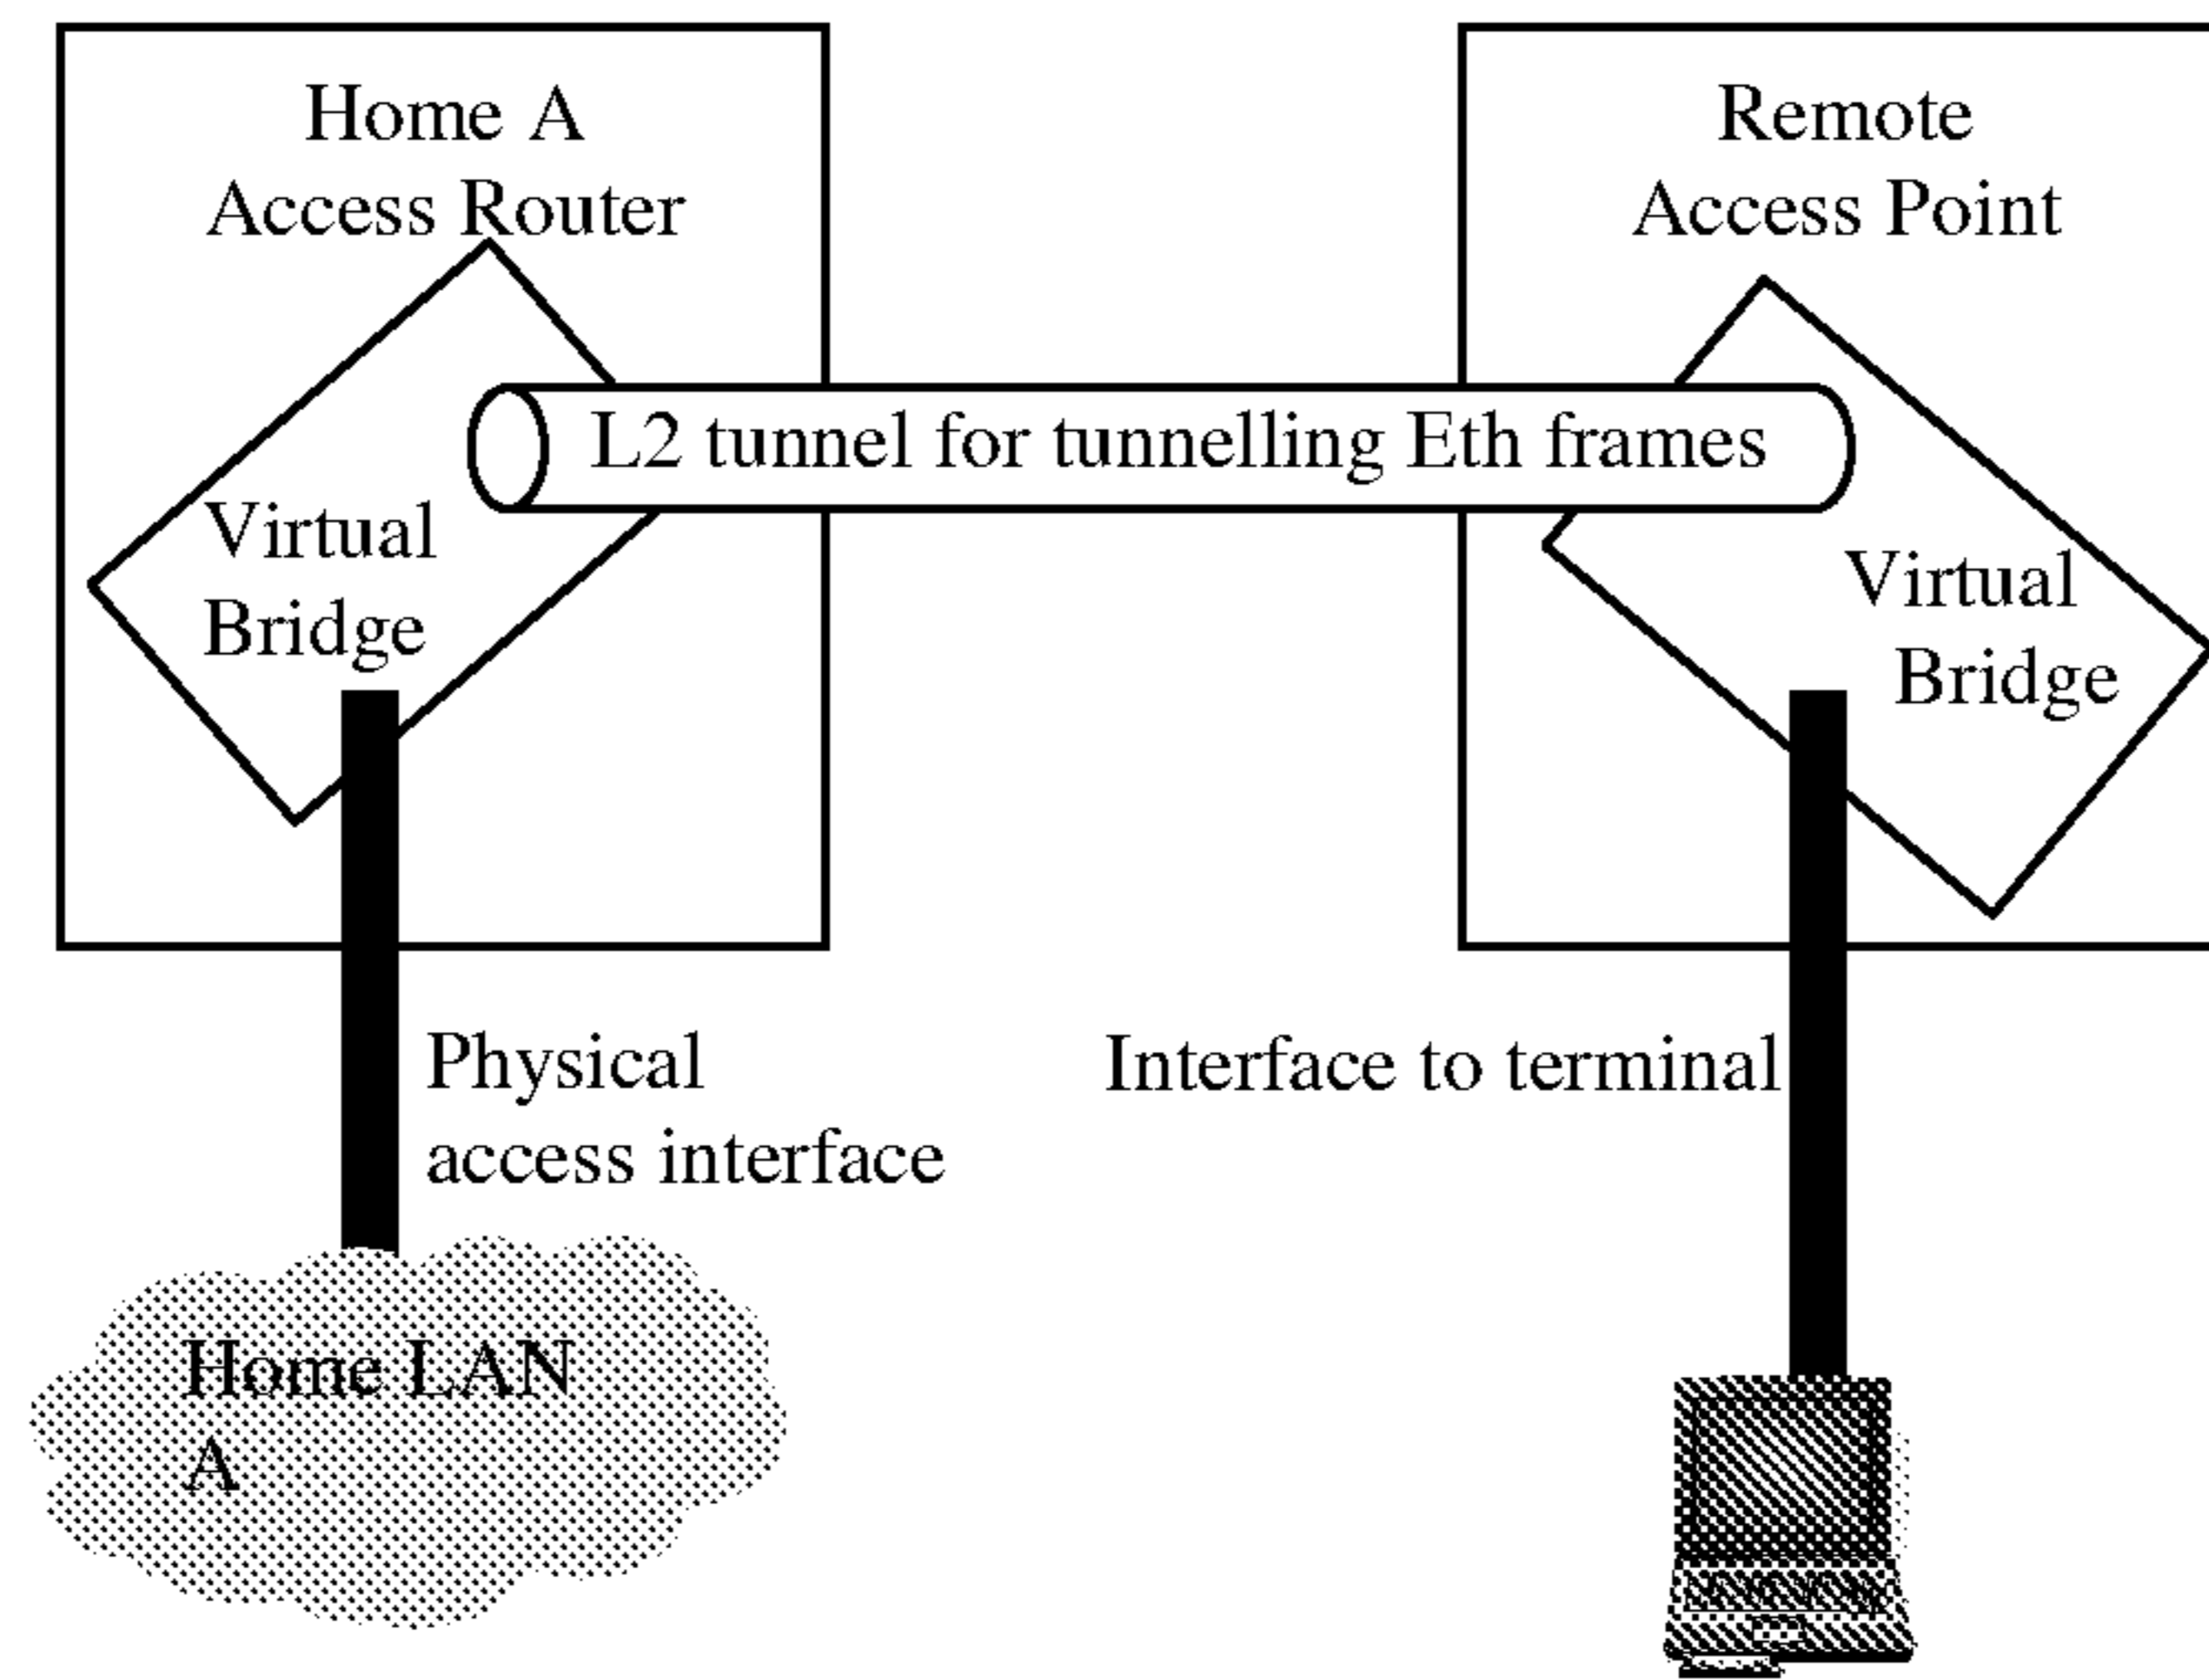 Home A
Access Router
Remote
Access Point
L2 tunnel for tunnelling Eth frames
Virtual
Bridge
Virtual
Bridge
Physical
access interface
Interface to terminal
Home LAN
A